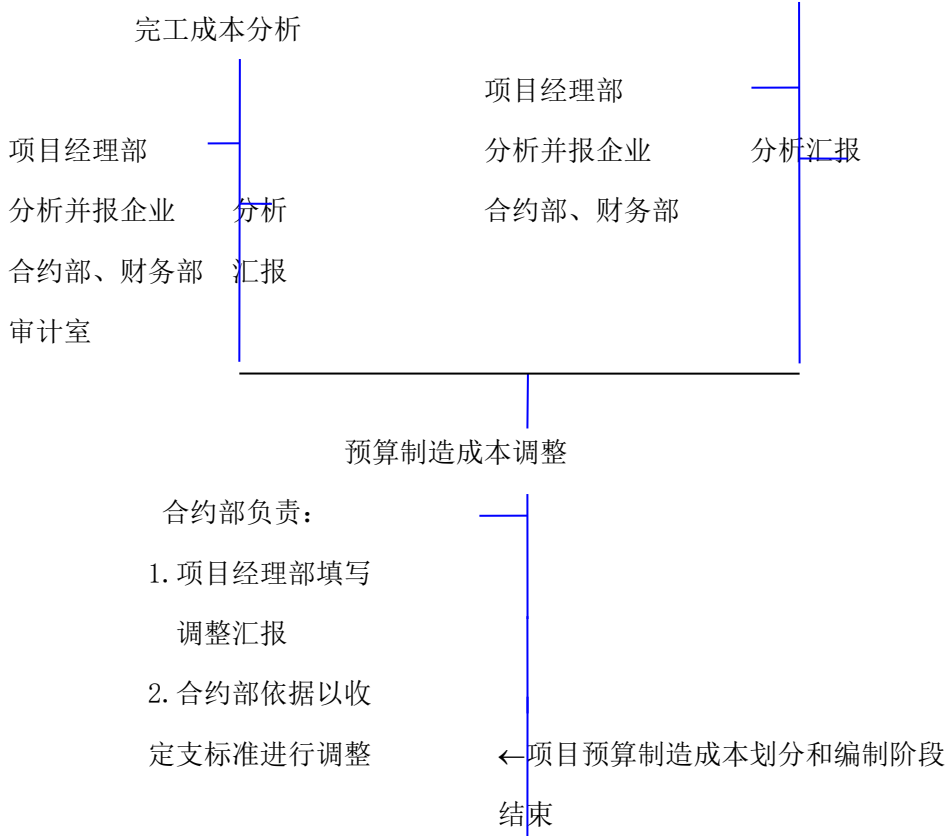 完工成本分析
项目经理部
分析并报企业 分析汇报
合约部、财务部
项目经理部
分析并报企业 分析
合约部、财务部 汇报
审计室
预算制造成本调整
合约部负责：
1.项目经理部填写
调整汇报
2.合约部依据以收
定支标准进行调整 ←项目预算制造成本划分和编制阶段
结束